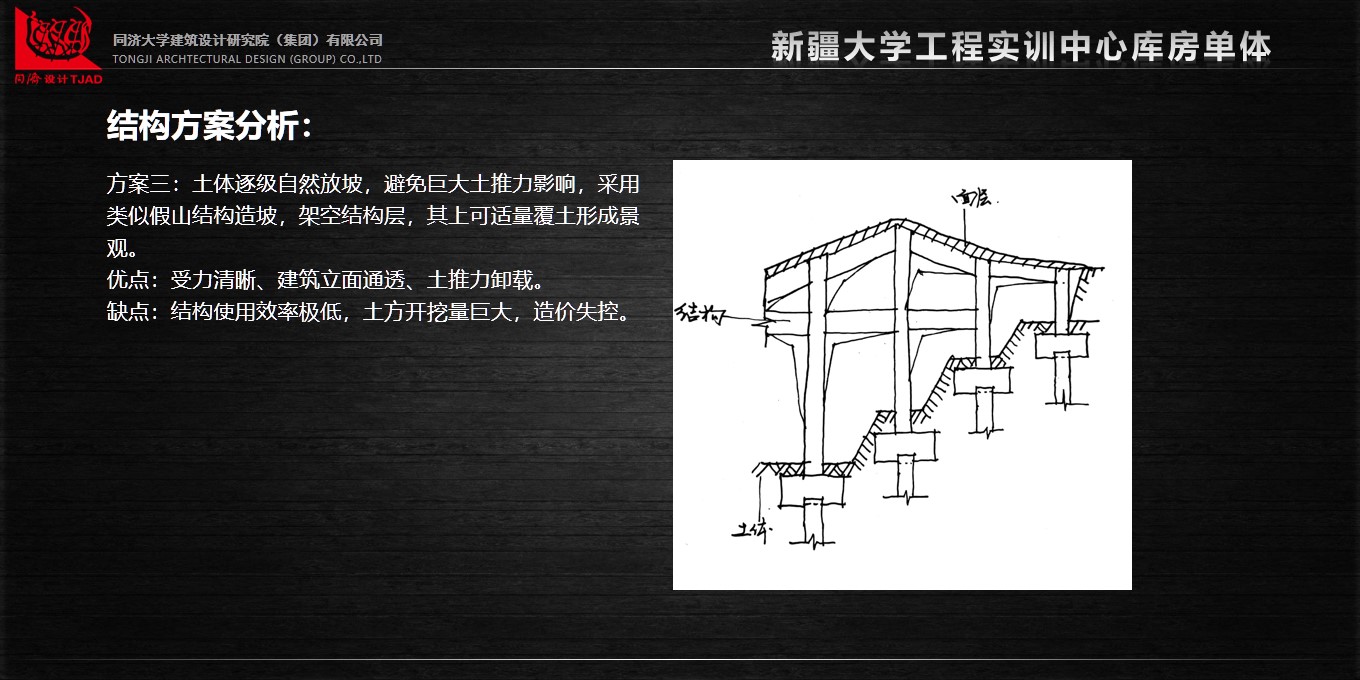 同济设计TJAD
同济大学建筑设计研究院（集团）有限公司
TONGJI ARCHTECTURAL DESIGN (GROUP) CO.,LTD
新疆大学工程实训中心库房单体
结构方案分析：
方案三：土体逐级自然放坡，避免巨大土推力影响，采用
类似假山结构造坡，架空结构层，其上可适量覆土形成景
观。
优点：受力清晰、建筑立面通透、土推力卸载。
缺点：结构使用效率极低，土方开挖量巨大，造价失控。
面层
结构
土体